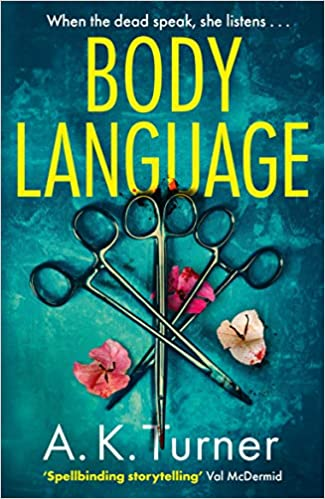 When the dead speak, she listens . . .
BODY
LANGUAGE
A. K. Turner
‘Spellbinding storytelling’ Val McDermid